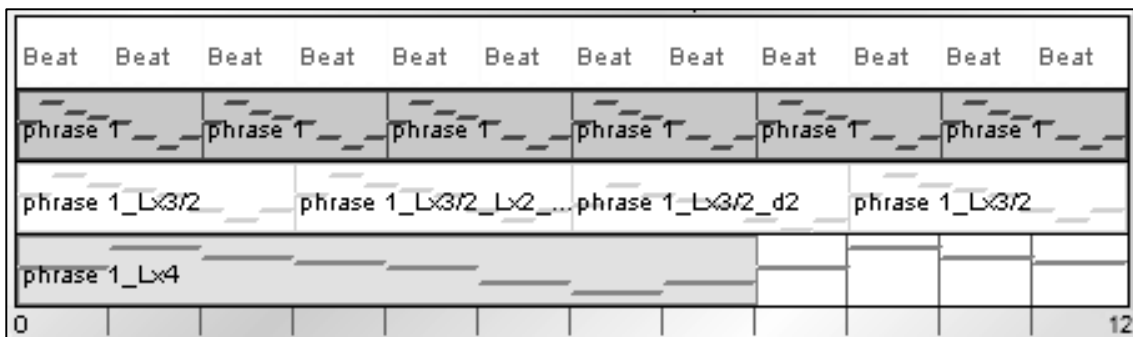 Beat Beat Beat Beat Beat Beat Beat Beat Beat Beat Beat Beat
phrase 1 phrase 1 phrase 1 phrase 1 phrase 1 phrase 1
phrase 1_Lx3/2 phrase 1_Lx3/2_Lx2_... phrase 1_Lx3/2_d2 phrase 1_Lx3/2
phrase 1_Lx4
0 12